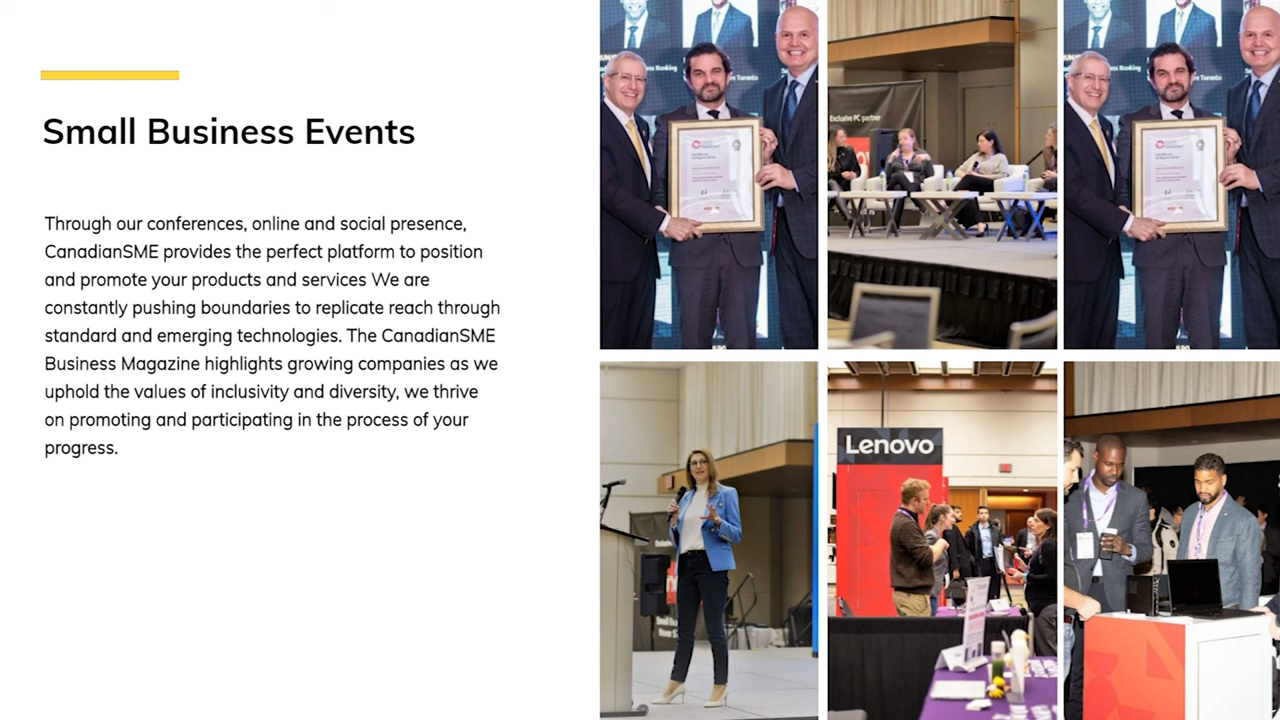 Small Business Events
Through our conferences, online and social presence,
CanadianSME provides the perfect platform to position
and promote your products and services We are
constantly pushing boundaries to replicate reach through
standard and emerging technologies. The CanadianSME
Business Magazine highlights growing companies as we
uphold the values of inclusivity and diversity, we thrive
on promoting and participating in the process of your
progress.
Exclusive PC partner
Lenovo